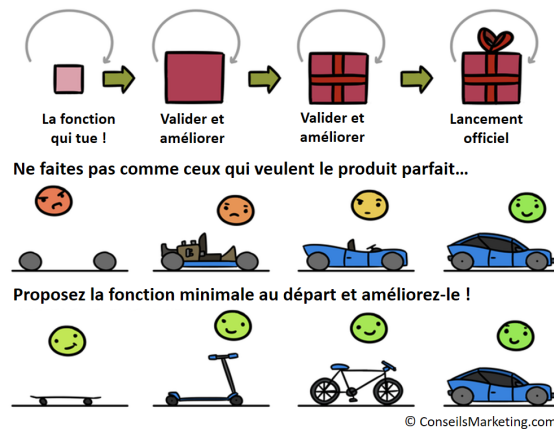 La fonction
qui tue !
Valider et
améliorer
Valider et
améliorer
Lancement
officiel
Ne faites pas comme ceux qui veulent le produit parfait...
Proposez la fonction minimale au départ et améliorez-le !
© ConseilsMarketing.com